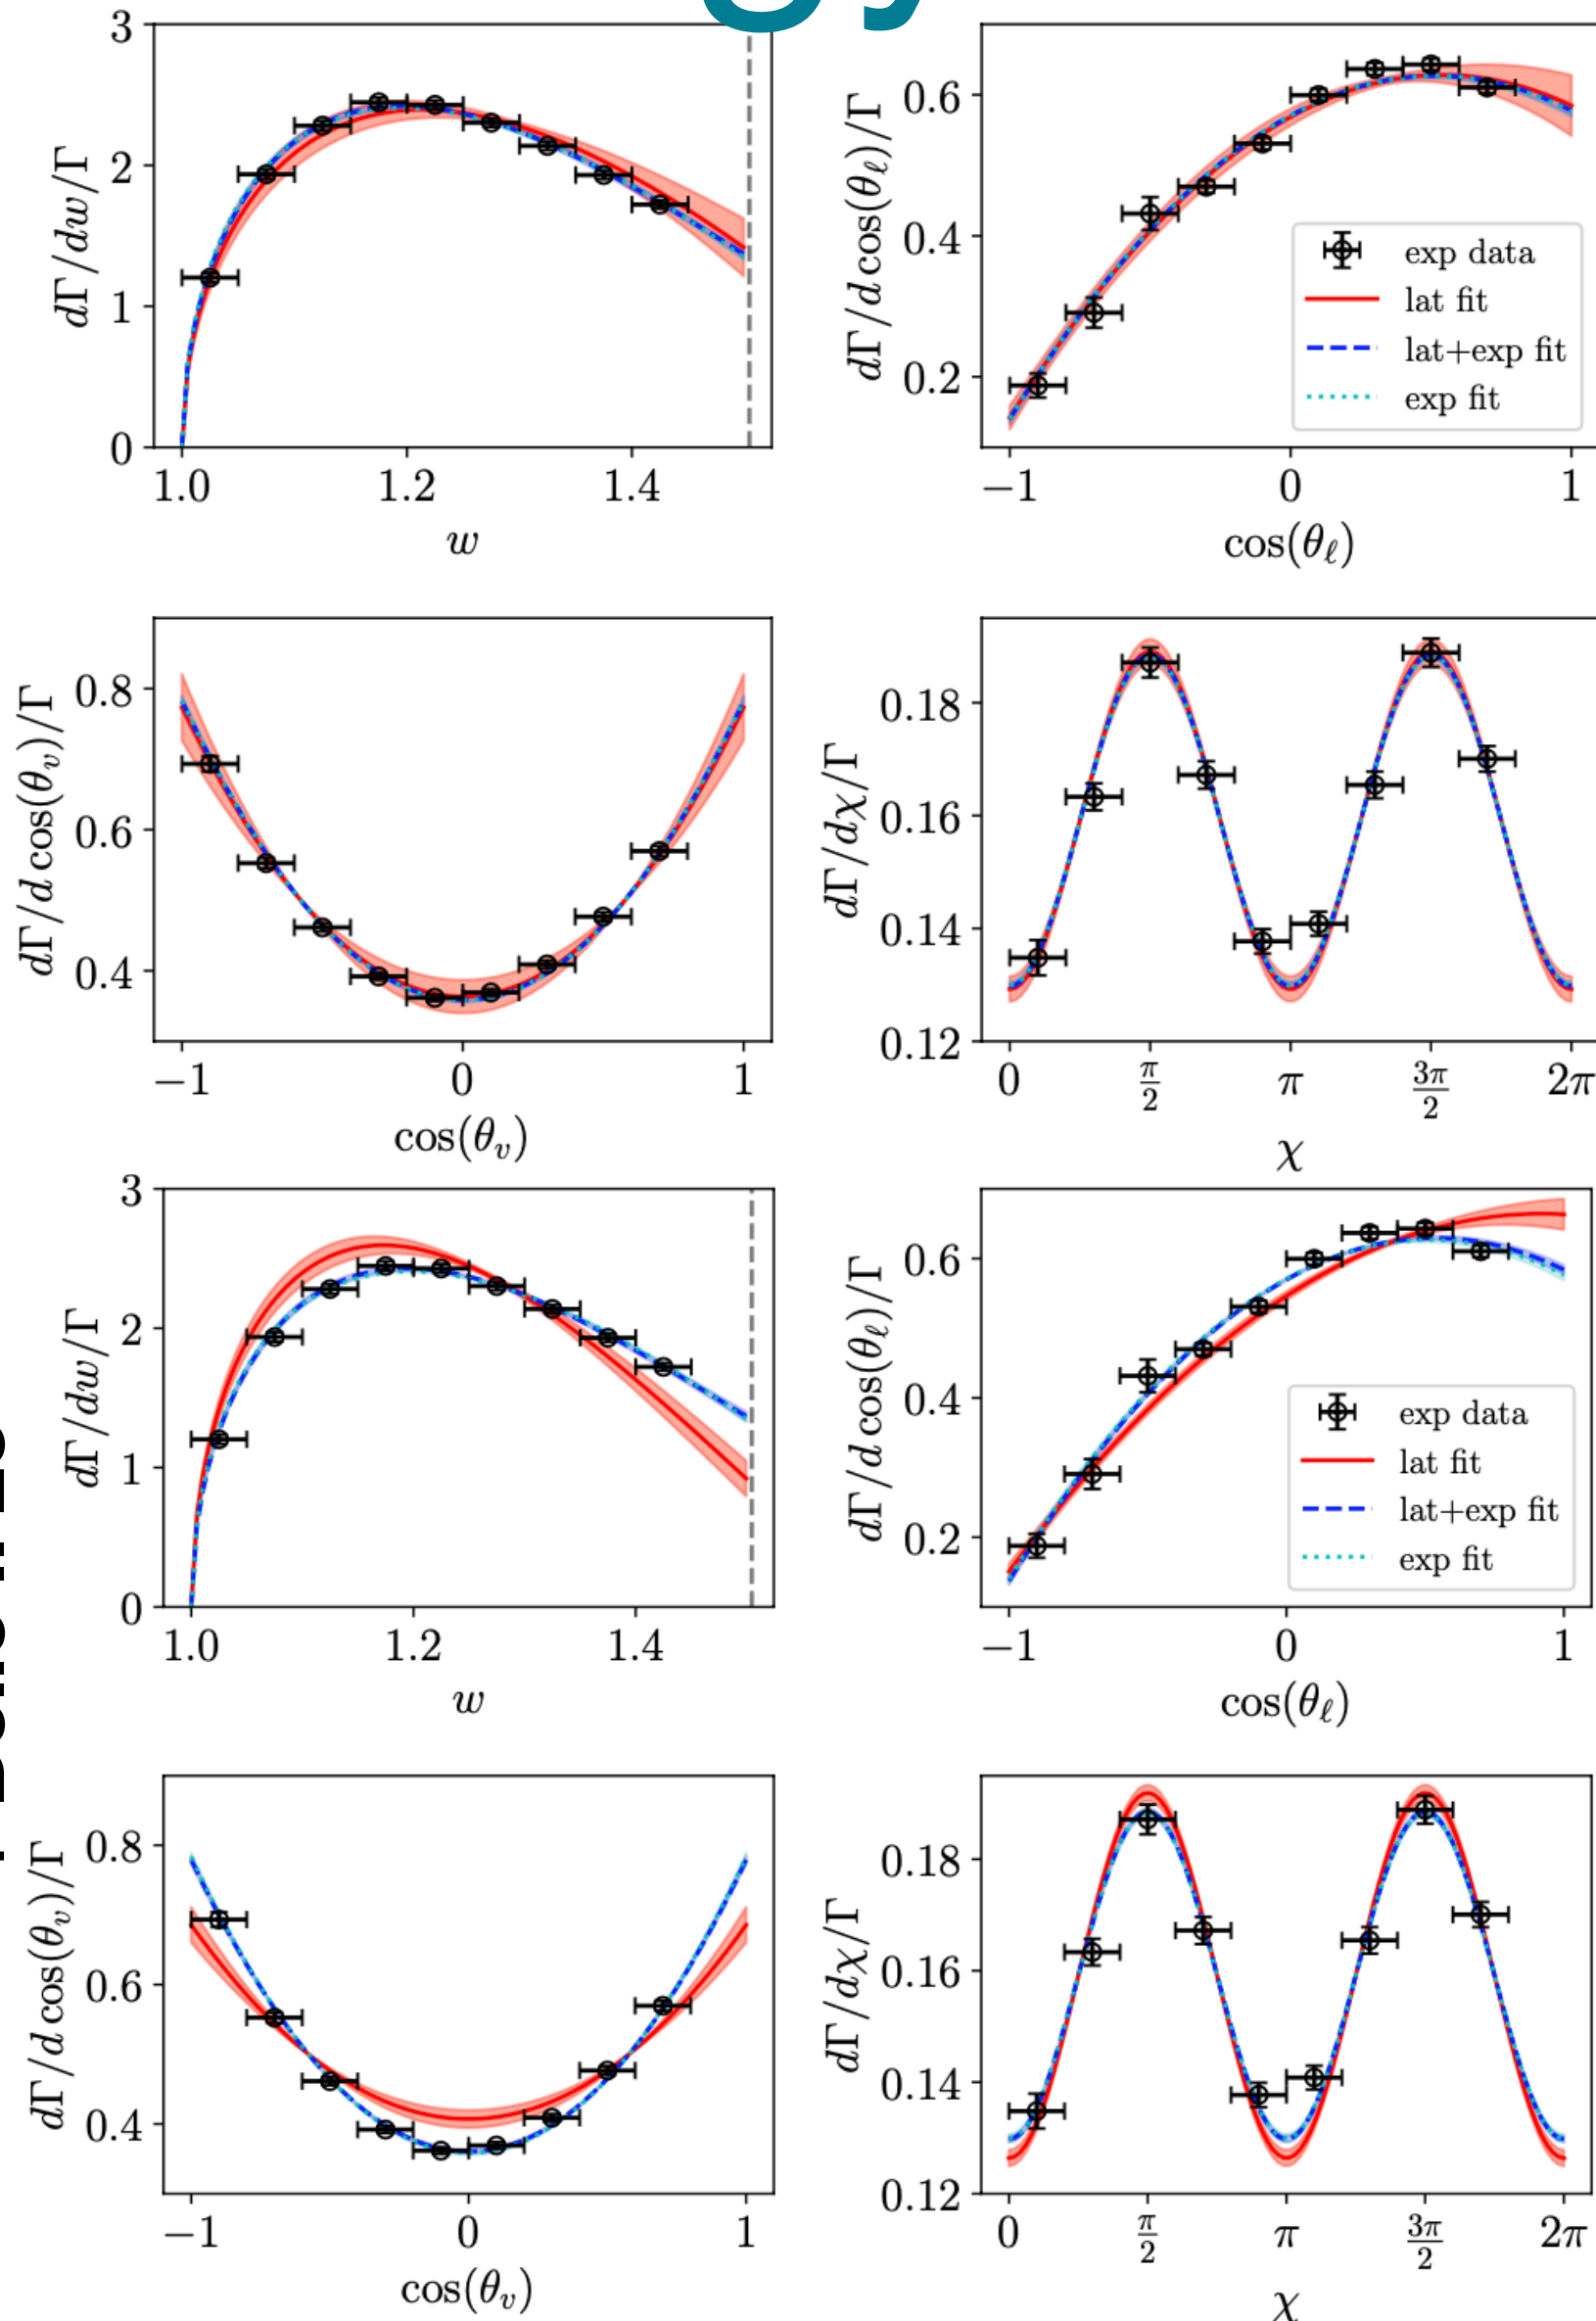 3
2
1
0
dΓ/dw/Γ
1.0 1.2 1.4
w
0.6
0.4
0.2
dΓ/d cos(θℓ)/Γ
exp data
lat fit
lat+exp fit
exp fit
−1 0 1
cos(θℓ)
0.8
0.6
0.4
dΓ/d cos(θv)/Γ
−1 0 1
cos(θv)
0.18
0.16
0.14
0.12
dΓ/dχ/Γ
0 π/2 π 3π/2 2π
χ
3
2
1
0
dΓ/dw/Γ
1.0 1.2 1.4
w
0.6
0.4
0.2
dΓ/d cos(θℓ)/Γ
exp data
lat fit
lat+exp fit
exp fit
−1 0 1
cos(θℓ)
0.8
0.6
0.4
dΓ/d cos(θv)/Γ
−1 0 1
cos(θv)
0.18
0.16
0.14
0.12
dΓ/dχ/Γ
0 π/2 π 3π/2 2π
χ